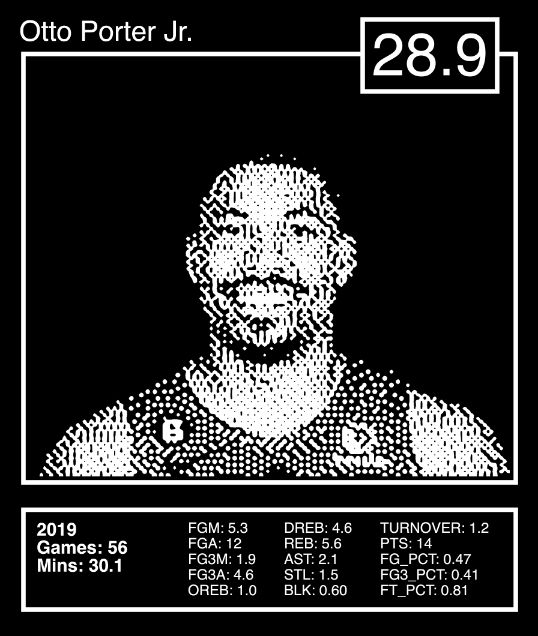 Otto Porter Jr.
28.9
2019
Games: 56
Mins: 30.1
FGM: 5.3
FGA: 12
FG3M: 1.9
FG3A: 4.6
OREB: 1.0
DREB: 4.6
REB: 5.6
AST: 2.1
STL: 1.5
BLK: 0.60
TURNOVER: 1.2
PTS: 14
FG_PCT: 0.47
FG3_PCT: 0.41
FT_PCT: 0.81